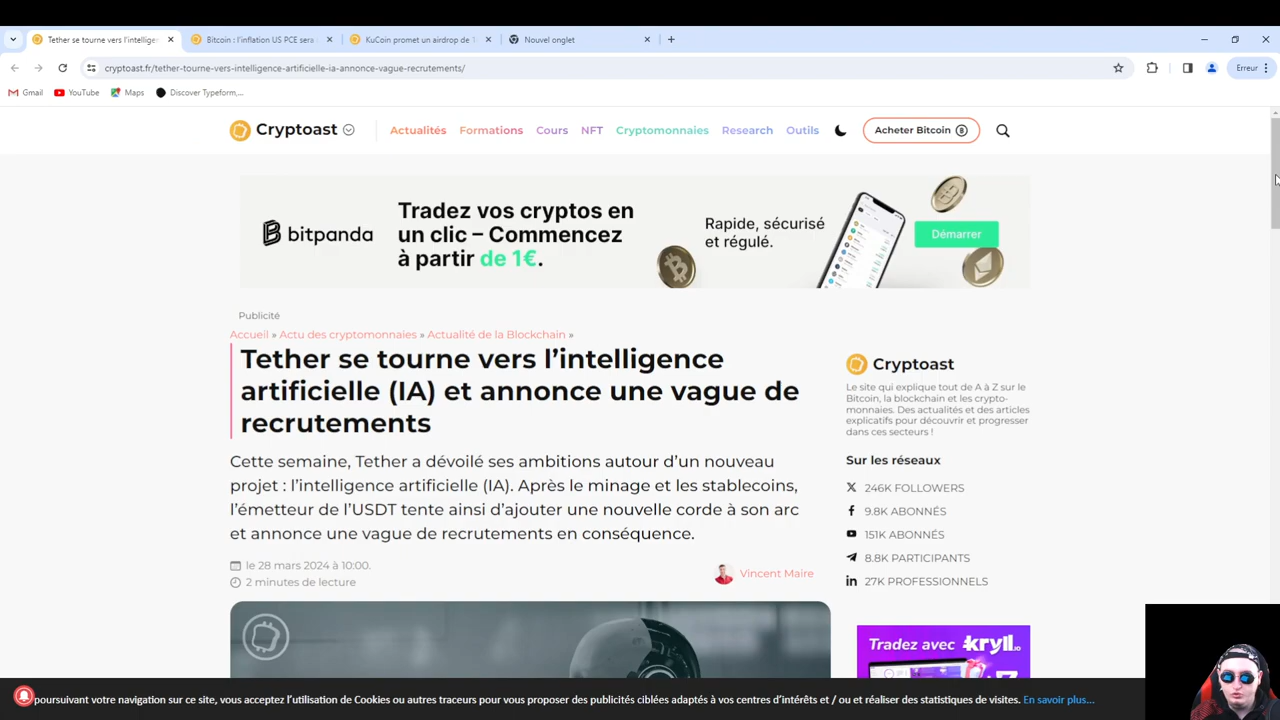 Tether se tourne vers l'intellige
Bitcoin : l'inflation US PCE sera
KuCoin promet un airdrop de 1
Nouvel onglet
cryptoast.fr/tether-tourne-vers-intelligence-artificielle-ia-annonce-vague-recrutements/
Erreur
Gmail
YouTube
Maps
Discover Typeform,...
Cryptoast
Actualités
Formations
Cours
NFT
Cryptomonnaies
Research
Outils
Acheter Bitcoin
bitpanda
Tradez vos cryptos en
un clic – Commencez
à partir de 1€.
Rapide, sécurisé
et régulé.
Démarrer
Publicité
Accueil » Actu des cryptomonnaies » Actualité de la Blockchain »
Tether se tourne vers l'intelligence
artificielle (IA) et annonce une vague de
recrutements
Cette semaine, Tether a dévoilé ses ambitions autour d'un nouveau
projet : l'intelligence artificielle (IA). Après le minage et les stablecoins,
l'émetteur de l'USDT tente ainsi d'ajouter une nouvelle corde à son arc
et annonce une vague de recrutements en conséquence.
le 28 mars 2024 à 10:00.
2 minutes de lecture
Vincent Maire
Cryptoast
Le site qui explique tout de A à Z sur le
Bitcoin, la blockchain et les crypto-
monnaies. Des actualités et des articles
explicatifs pour découvrir et progresser
dans ces secteurs !
Sur les réseaux
246K FOLLOWERS
9.8K ABONNÉS
151K ABONNÉS
8.8K PARTICIPANTS
27K PROFESSIONNELS
Tradez avec kryll.io
poursuivant votre navigation sur ce site, vous acceptez l'utilisation de Cookies ou autres traceurs pour vous proposer des publicités ciblées adaptés à vos centres d'intérêts et / ou et réaliser des statistiques de visites. En savoir plus...